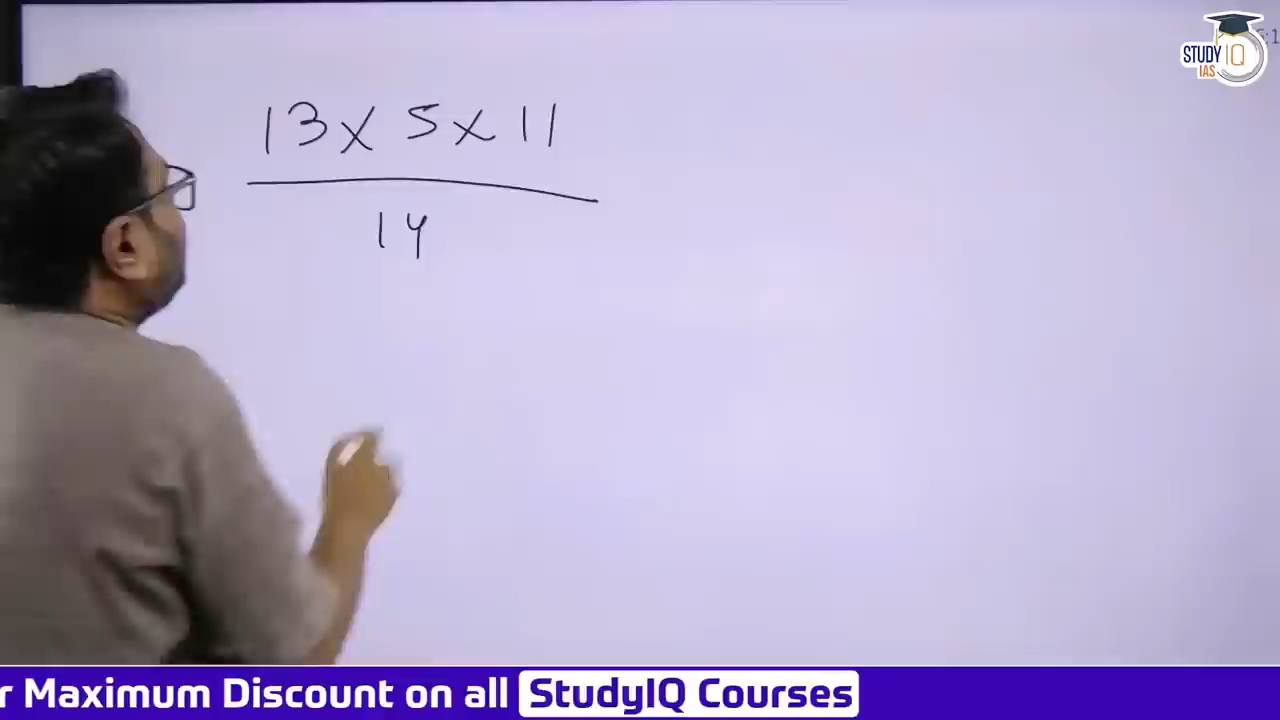 STUDY IQ
IAS
13 x 5 x 11
14
r Maximum Discount on all StudyIQ Courses